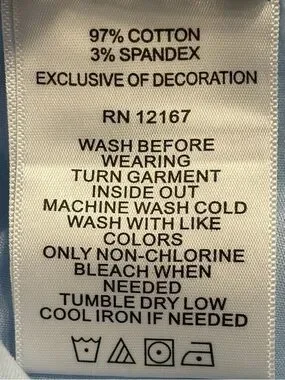 97% COTTON
3% SPANDEX
EXCLUSIVE OF DECORATION
RN 12167
WASH BEFORE
WEARING
TURN GARMENT
INSIDE OUT
MACHINE WASH COLD
WASH WITH LIKE
COLORS
ONLY NON-CHLORINE
BLEACH WHEN
NEEDED
TUMBLE DRY LOW
COOL IRON IF NEEDED